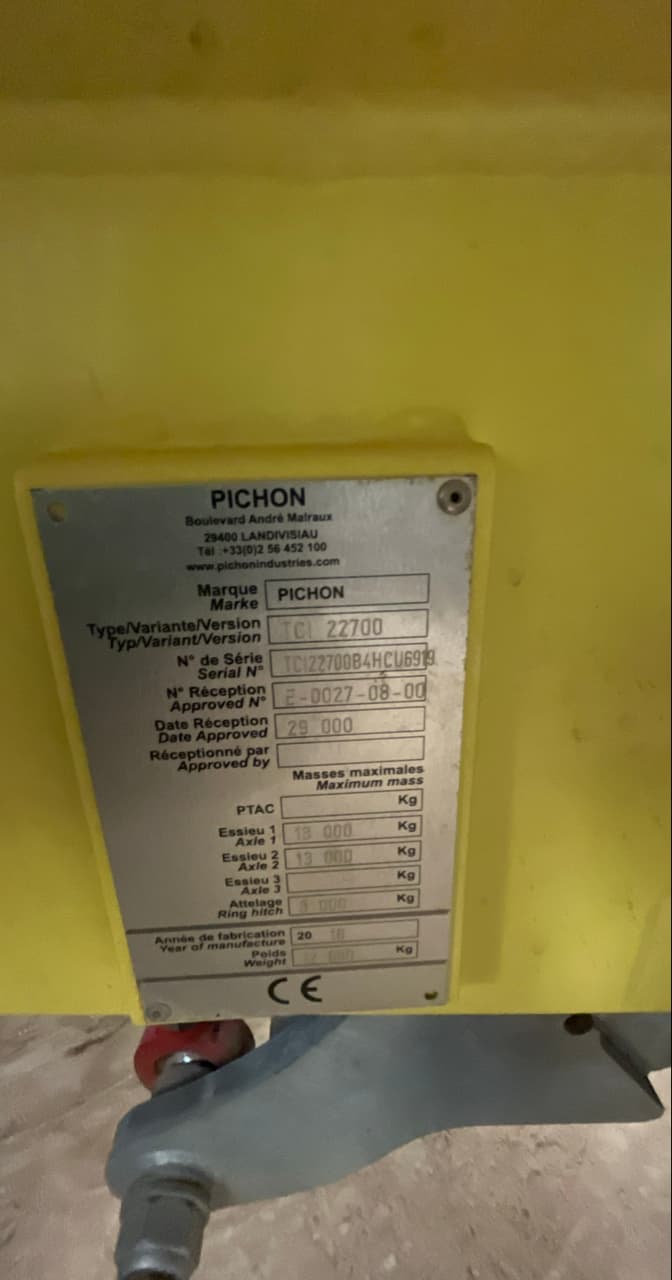 PICHON
Boulevard André Malraux
29400 LANDIVISIAU
Tél :+33(0)2 56 452 100
www.pichonindustries.com
Marque PICHON
Marke
Type/Variante/Version TCI 22700
Typ/Variant/Version
N° de Série
Serial N°
N° Réception E-0027-08-00
Approved N°
Date Réception 29 000
Date Approved
Réceptionné par
Approved by
Masses maximales
Maximum mass
PTAC Kg
Essieu 1 13 000 Kg
Axle 1
Essieu 2 13 000 Kg
Axle 2
Essieu 3 Kg
Axle 3
Attelage 000 Kg
Ring hitch
Année de fabrication 20
Year of manufacture
Poids Kg
Weight
CE